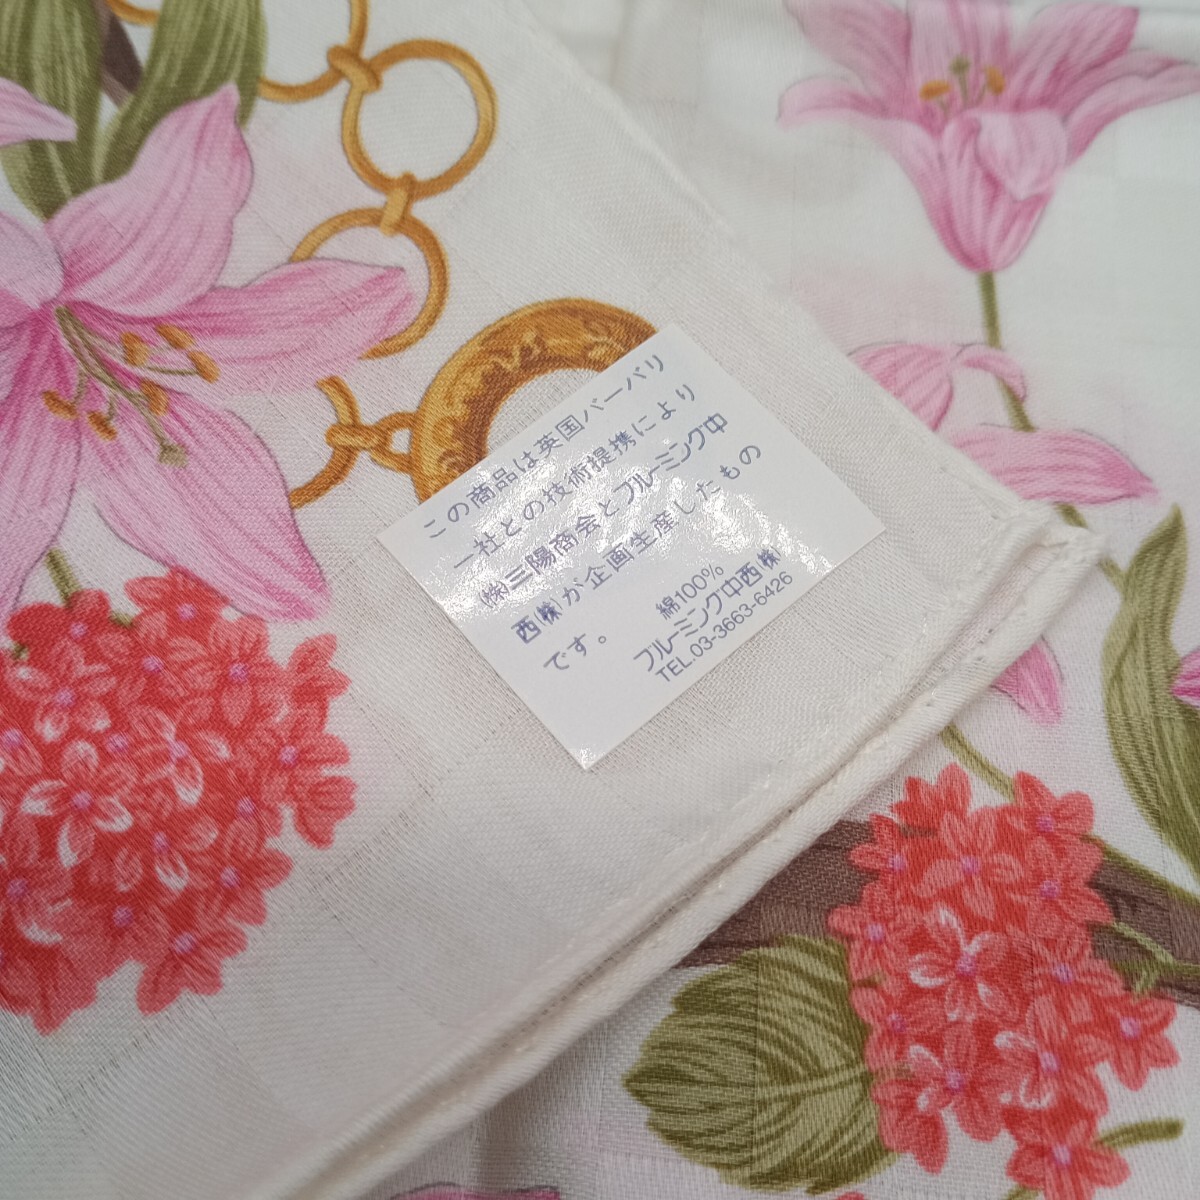 この商品は英国バーバリ
ー社との技術提携により
㈱三陽商会とブルーミング中
西㈱が企画生産したもの
です。
綿100%
ブルーミング中西㈱
TEL.03-3663-6426